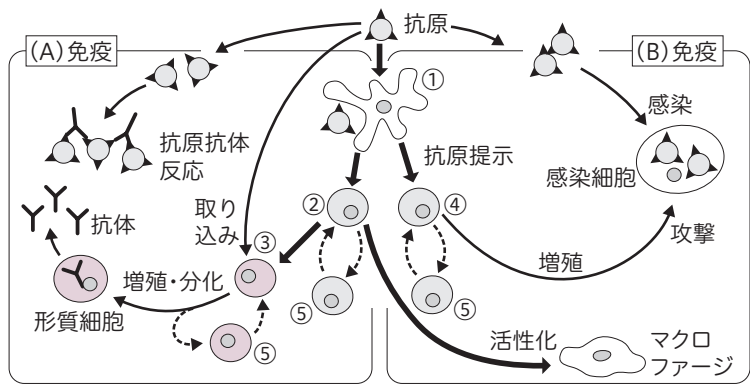 抗原
(A)免疫
(B)免疫
①
感染
抗原抗体
反応
抗原提示
感染細胞
抗体
取り
込み
②
④
③
攻撃
増殖
増殖・分化
形質細胞
⑤
⑤
⑤
活性化
マクロ
ファージ